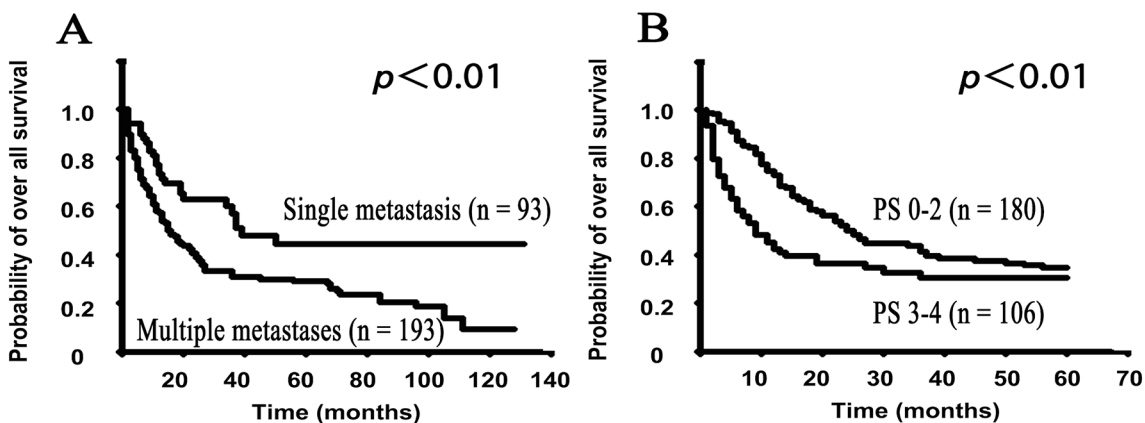 A
p<0.01
Probability of over all survival
1.0
0.8
0.6
0.4
0.2
0
Single metastasis (n = 93)
Multiple metastases (n = 193)
20 40 60 80 100 120 140
Time (months)
B
p<0.01
Probability of over all survival
1.0
0.8
0.6
0.4
0.2
0
PS 0-2 (n = 180)
PS 3-4 (n = 106)
10 20 30 40 50 60 70
Time (months)